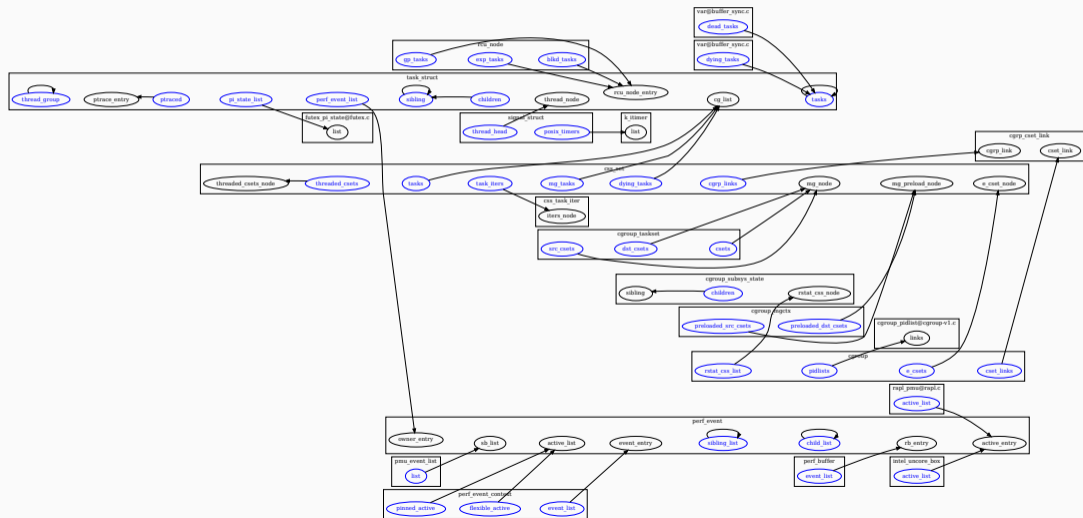 var@buffer_sync.c
dead_tasks
rcu_node
var@buffer_sync.c
gp_tasks exp_tasks blkd_tasks dying_tasks
task_struct
thread_group ptrace_entry ptraced pi_state_list perf_event_list sibling children thread_node rcu_node_entry cg_list tasks
futex_pi_state@futex.c signal_struct k_itimer
list thread_head posix_timers list
cgrp_cset_link
cgrp_link cset_link
css_set
threaded_csets_node threaded_csets tasks task_iters mg_tasks dying_tasks cgrp_links mg_node mg_preload_node e_cset_node
css_task_iter
iters_node
cgroup_taskset
src_csets dst_csets csets
cgroup_subsys_state
sibling children rstat_css_node
cgroup_mgctx
preloaded_src_csets preloaded_dst_csets
cgroup_pidlist@cgroup-v1.c
links
cgroup
rstat_css_list pidlists e_csets cset_links
rapl_pmu@rapl.c
active_list
perf_event
owner_entry sb_list active_list event_entry sibling_list child_list rb_entry active_entry
pmu_event_list perf_buffer intel_uncore_box
list event_list active_list
perf_event_context
pinned_active flexible_active event_list